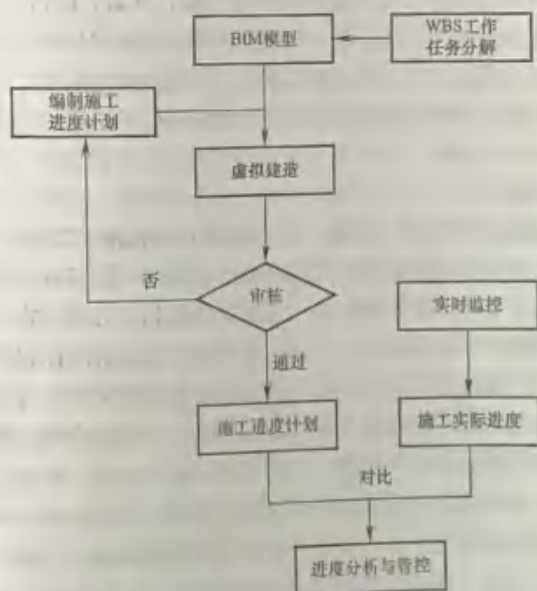 BIM模型
WBS工作
任务分解
编制施工
进度计划
虚拟建造
否
审核
实时监控
通过
施工进度计划
施工实际进度
对比
进度分析与管控